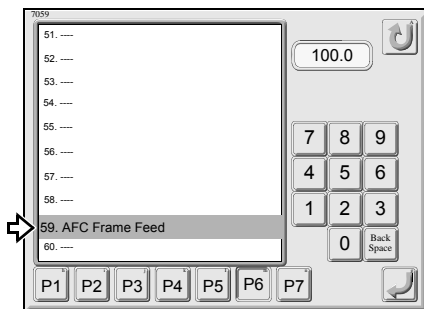 7059
51. ----
52. ----
53. ----
54. ----
55. ----
56. ----
57. ----
58. ----
59. AFC Frame Feed
60. ----
100.0
7 8 9
4 5 6
1 2 3
0 Back Space
P1 P2 P3 P4 P5 P6 P7